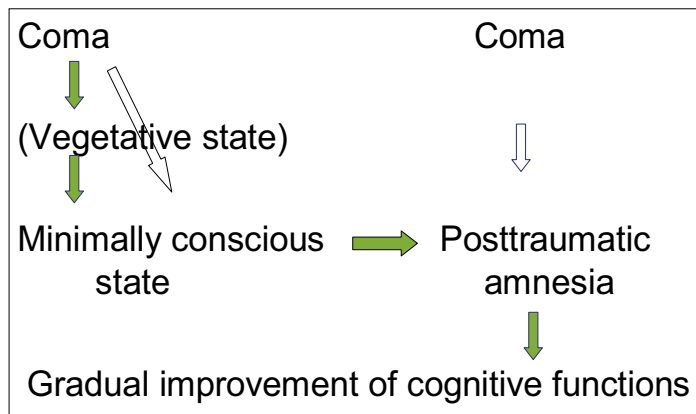 Coma Coma
(Vegetative state)
Minimally conscious Posttraumatic
state amnesia
Gradual improvement of cognitive functions